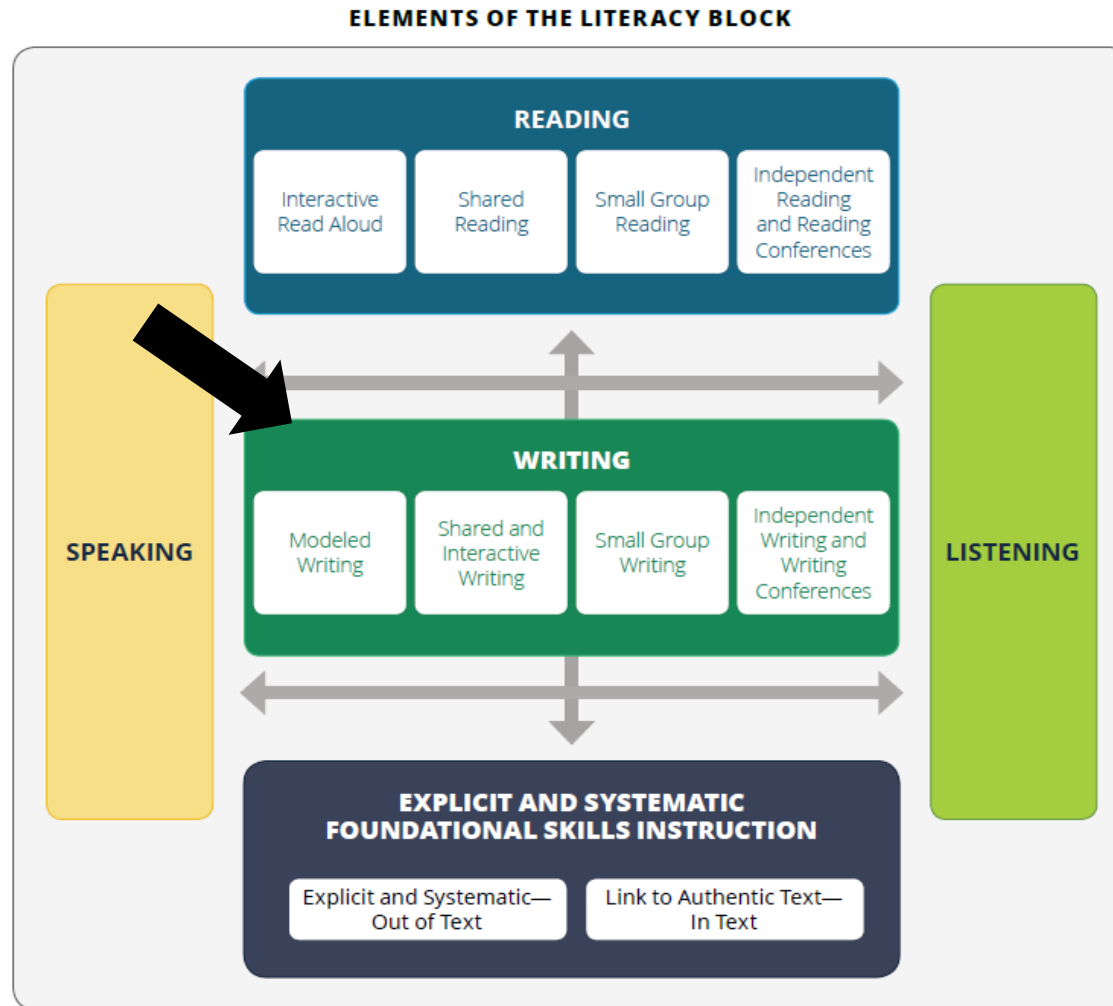 ELEMENTS OF THE LITERACY BLOCK
READING
Interactive
Read Aloud
Shared
Reading
Small Group
Reading
Independent
Reading
and Reading
Conferences
SPEAKING
WRITING
Modeled
Writing
Shared and
Interactive
Writing
Small Group
Writing
Independent
Writing and
Writing
Conferences
LISTENING
EXPLICIT AND SYSTEMATIC
FOUNDATIONAL SKILLS INSTRUCTION
Explicit and Systematic—
Out of Text
Link to Authentic Text—
In Text